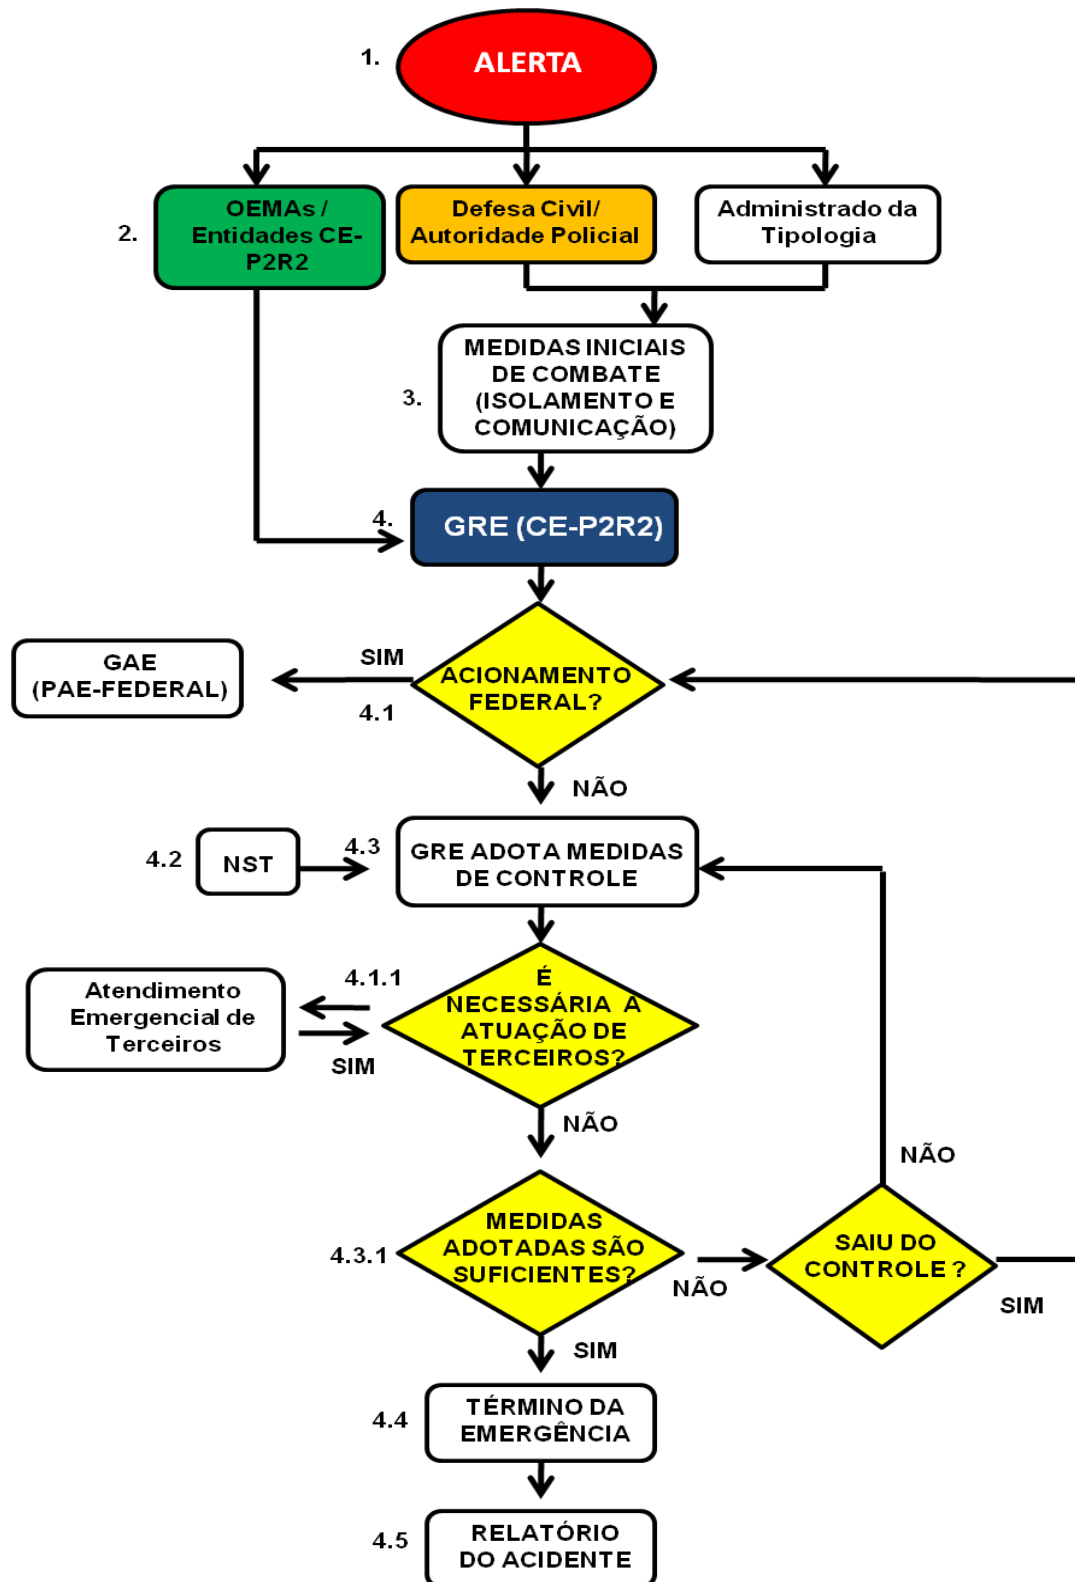 1.
ALERTA
2.
OEMAs /
Entidades CE-
P2R2
Defesa Civil/
Autoridade Policial
Administrado da
Tipologia
3.
MEDIDAS INICIAIS
DE COMBATE
(ISOLAMENTO E
COMUNICAÇÃO)
4.
GRE (CE-P2R2)
GAE
(PAE-FEDERAL)
SIM
4.1
ACIONAMENTO
FEDERAL?
NÃO
4.2
NST
4.3
GRE ADOTA MEDIDAS
DE CONTROLE
Atendimento
Emergencial de
Terceiros
4.1.1
SIM
É
NECESSÁRIA A
ATUAÇÃO DE
TERCEIROS?
NÃO
4.3.1
MEDIDAS
ADOTADAS SÃO
SUFICIENTES?
NÃO
SAIU DO
CONTROLE ?
NÃO
SIM
SIM
4.4
TÉRMINO DA
EMERGÊNCIA
4.5
RELATÓRIO
DO ACIDENTE